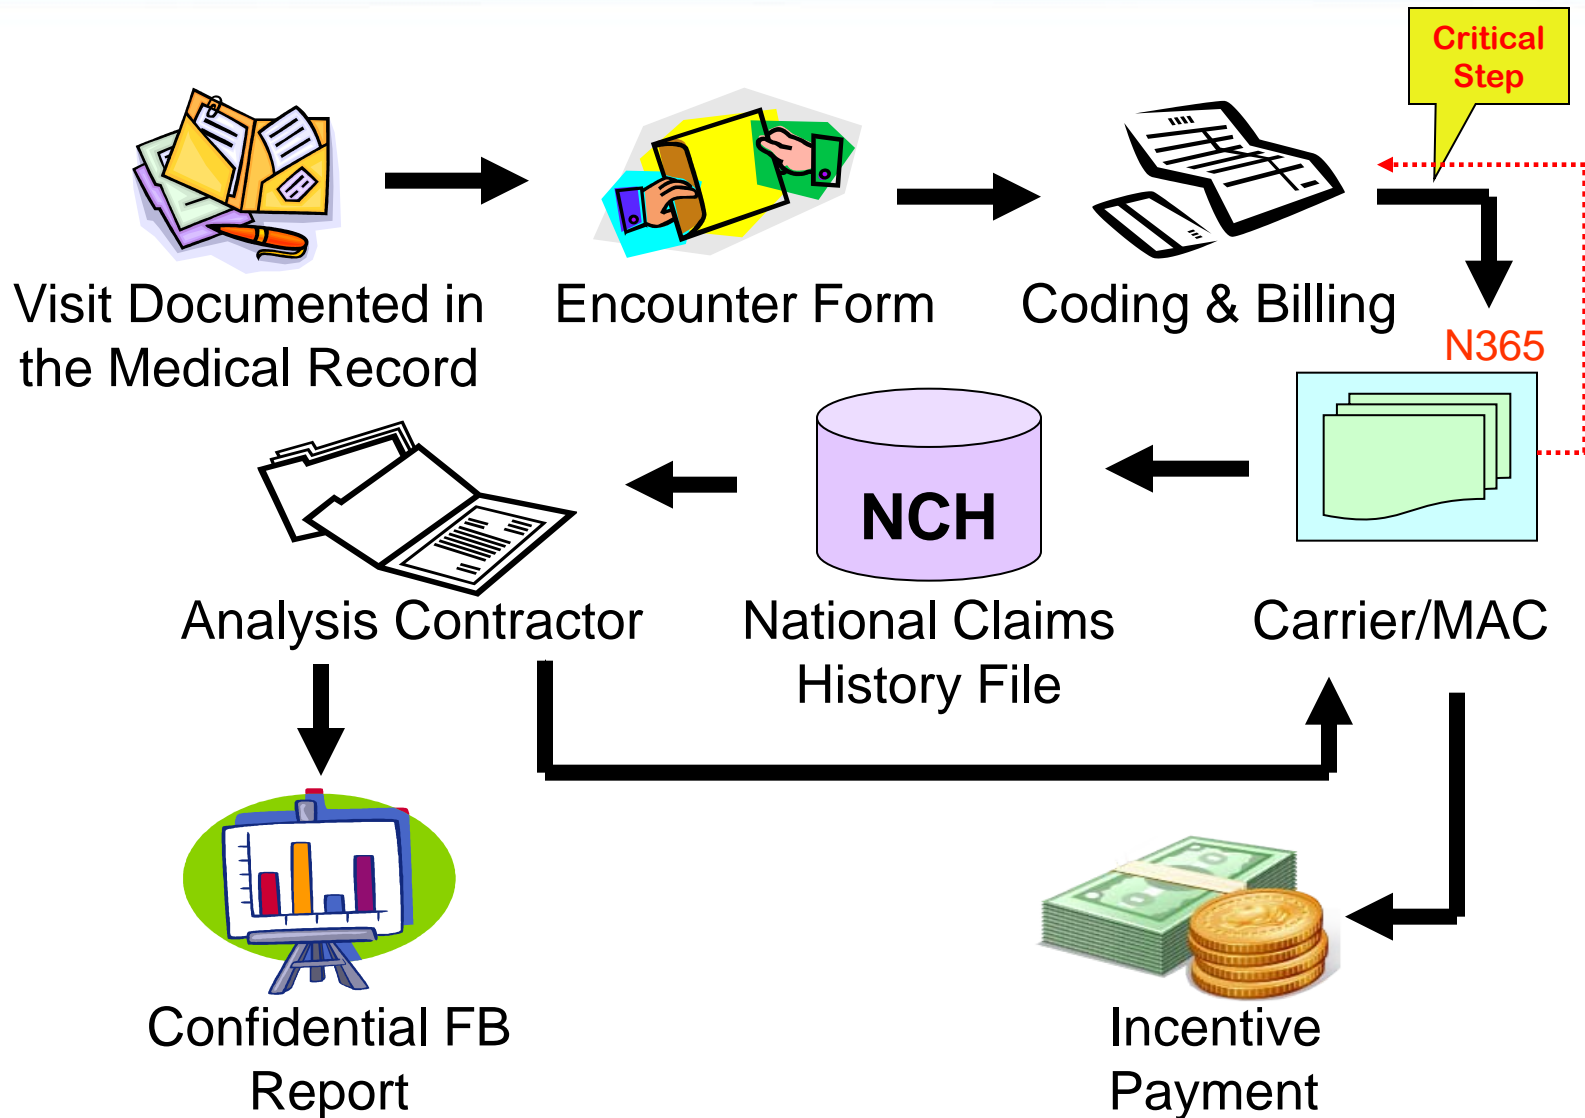 Critical
Step
Visit Documented in
the Medical Record
Encounter Form
Coding & Billing
N365
NCH
Analysis Contractor
National Claims
History File
Carrier/MAC
Confidential FB
Report
Incentive
Payment